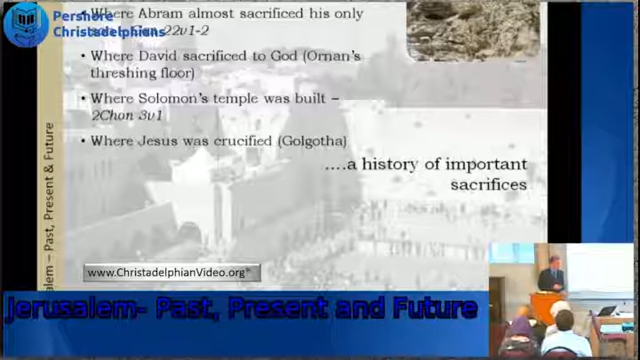 Pershore
Christadelphians
• Where Abram almost sacrificed his only
22v1-2
• Where David sacrificed to God (Ornan's
threshing floor)
• Where Solomon's temple was built –
2Chon 3v1
• Where Jesus was crucified (Golgotha)
....a history of important
sacrifices
alem – Past, Present & Future
www.ChristadelphianVideo.org
Jerusalem- Past, Present and Future